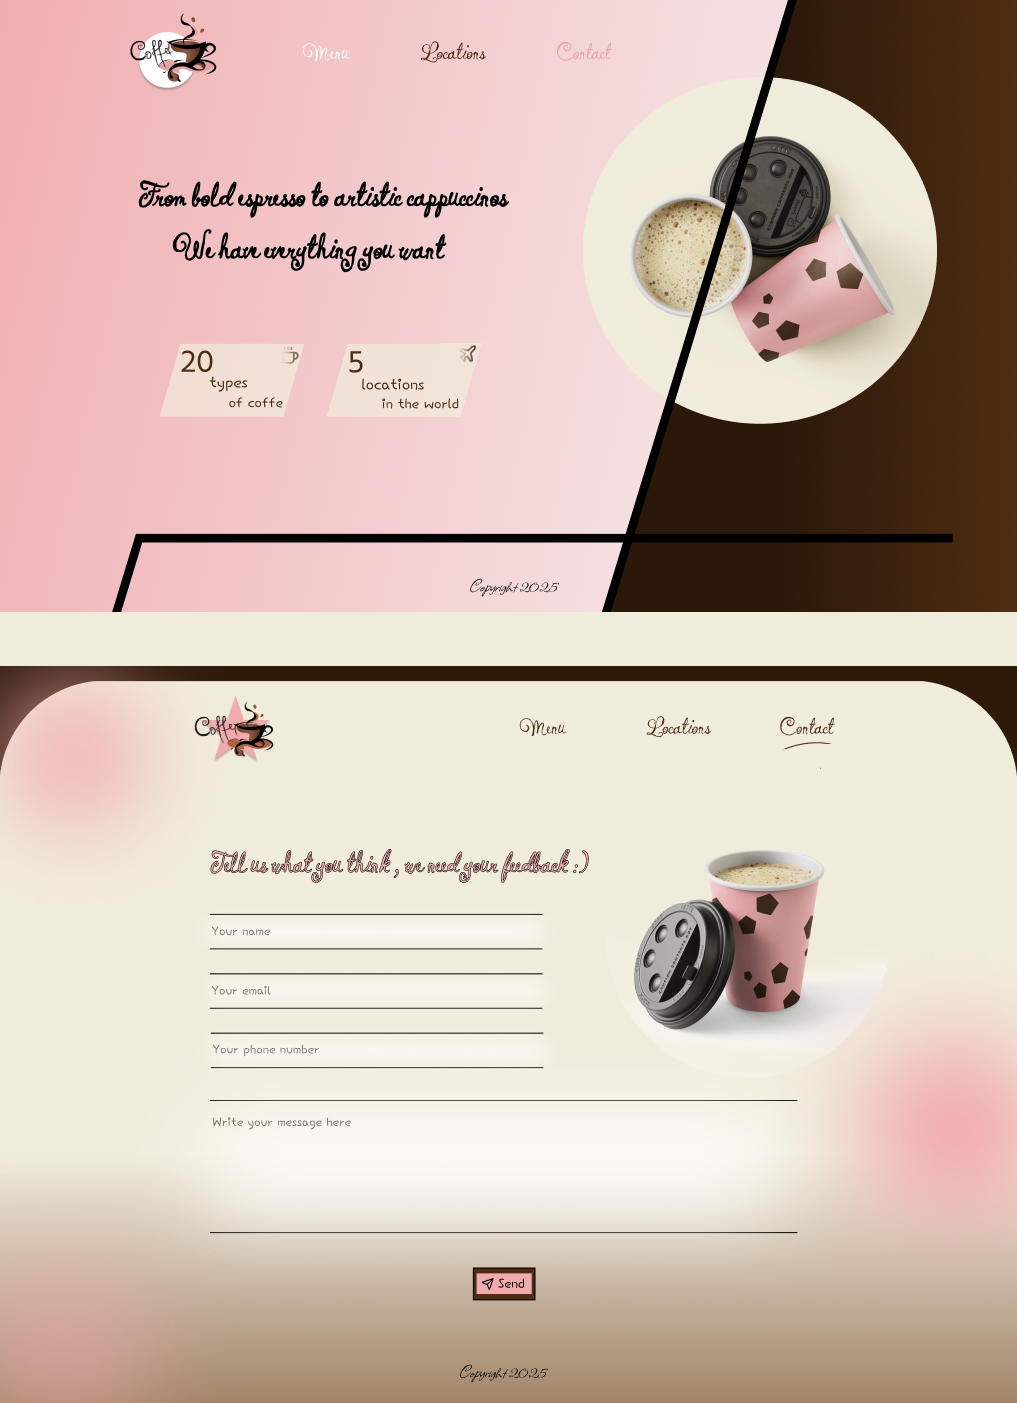 Coffee
Menu
Locations
Contact
From bold espresso to artistic cappuccinos
We have everything you want
20
types
of coffe
5
locations
in the world
Copyright 2025
Coffee
Menu
Locations
Contact
Tell us what you think , we need your feedback :)
Your name
Your email
Your phone number
Write your message here
Send
Copyright 2025